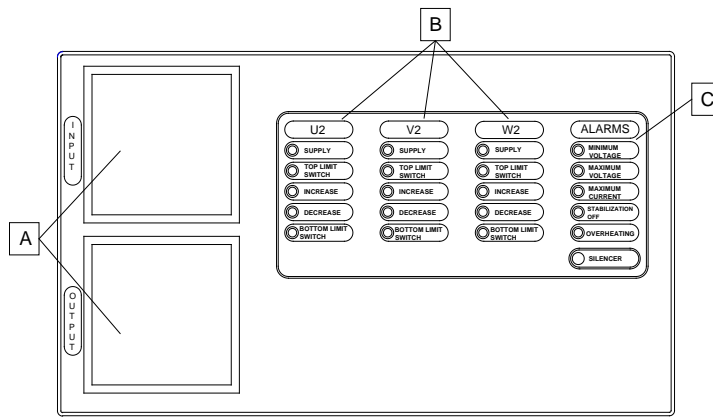 B
C
A
INPUT
OUTPUT
U2
SUPPLY
TOP LIMIT
SWITCH
INCREASE
DECREASE
BOTTOM LIMIT
SWITCH
V2
SUPPLY
TOP LIMIT
SWITCH
INCREASE
DECREASE
BOTTOM LIMIT
SWITCH
W2
SUPPLY
TOP LIMIT
SWITCH
INCREASE
DECREASE
BOTTOM LIMIT
SWITCH
ALARMS
MINIMUM
VOLTAGE
MAXIMUM
VOLTAGE
MAXIMUM
CURRENT
STABILIZATION
OFF
OVERHEATING
SILENCER